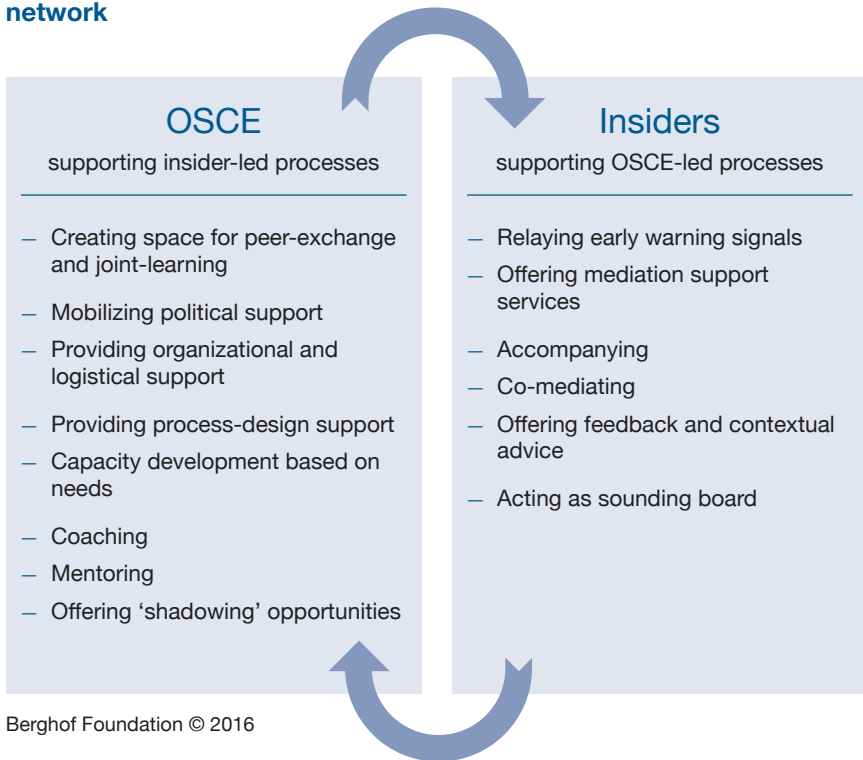 network
OSCE
supporting insider-led processes
– Creating space for peer-exchange
and joint-learning
– Mobilizing political support
– Providing organizational and
logistical support
– Providing process-design support
– Capacity development based on
needs
– Coaching
– Mentoring
– Offering ‘shadowing’ opportunities
Insiders
supporting OSCE-led processes
– Relaying early warning signals
– Offering mediation support
services
– Accompanying
– Co-mediating
– Offering feedback and contextual
advice
– Acting as sounding board
Berghof Foundation © 2016